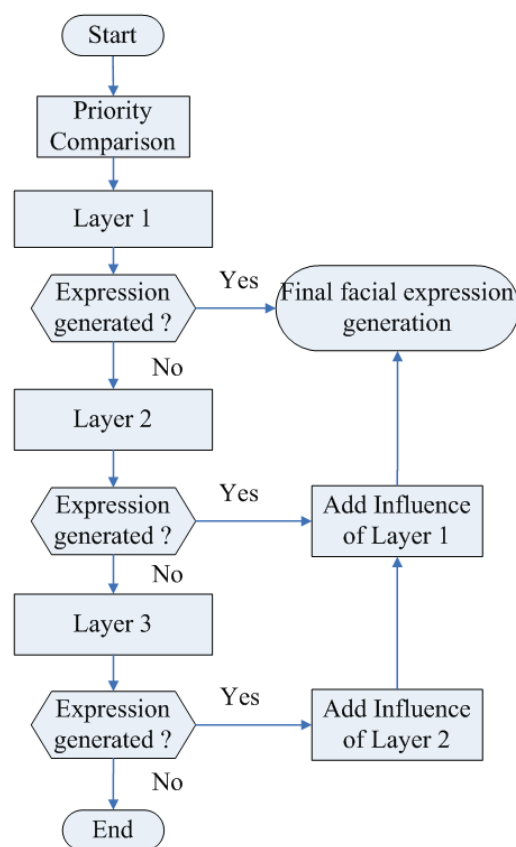 Start
Priority
Comparison
Layer 1
Expression
generated ?
Yes
Final facial expression
generation
No
Layer 2
Expression
generated ?
Yes
Add Influence
of Layer 1
No
Layer 3
Expression
generated ?
Yes
Add Influence
of Layer 2
No
End